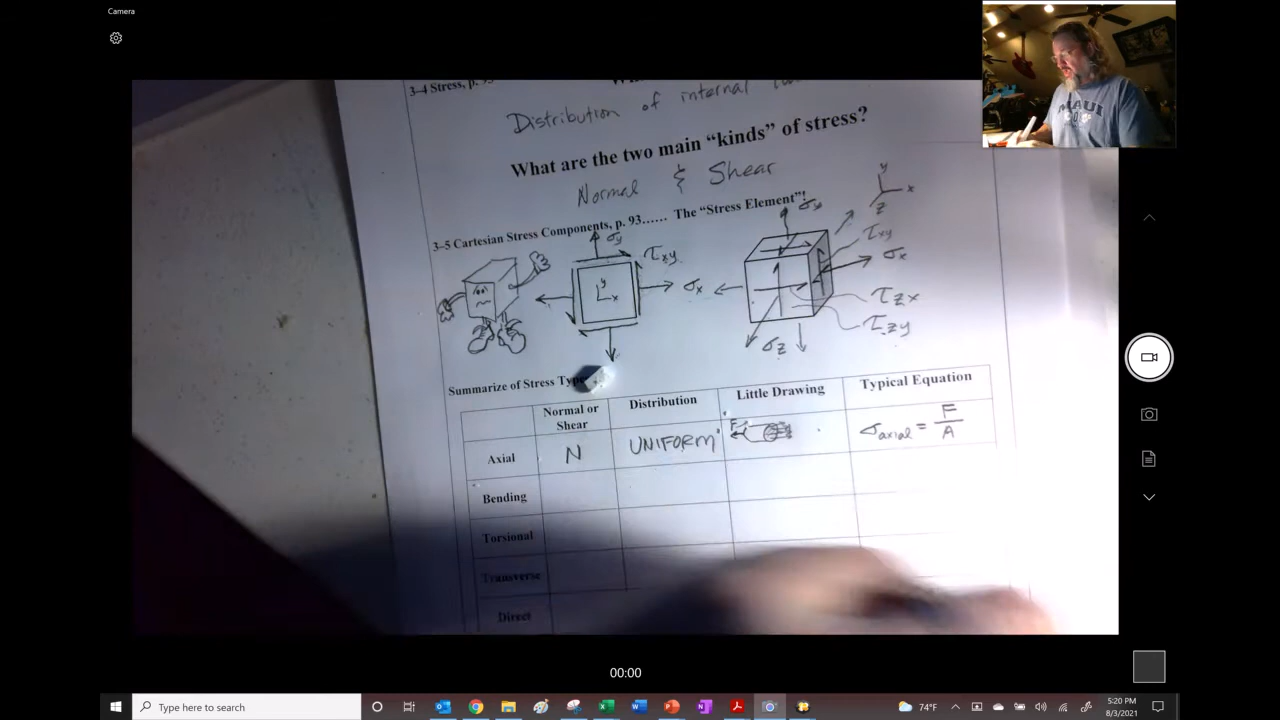 Camera
3-4 Stress, p.
Distribution of internal
What are the two main “kinds” of stress?
Normal & Shear
3-5 Cartesian Stress Components, p. 93...... The “Stress Element”!
σy
τxy
σx
y
x
σy
y
x
z
τxy
σx
τzx
τzy
σz
Summarize of Stress
Normal or Shear Distribution Little Drawing Typical Equation
Axial N UNIFORM F σaxial = F/A
Bending
Torsional
Transverse
Direct
MAUI
00:00
Type here to search
74°F
5:20 PM
8/3/2021